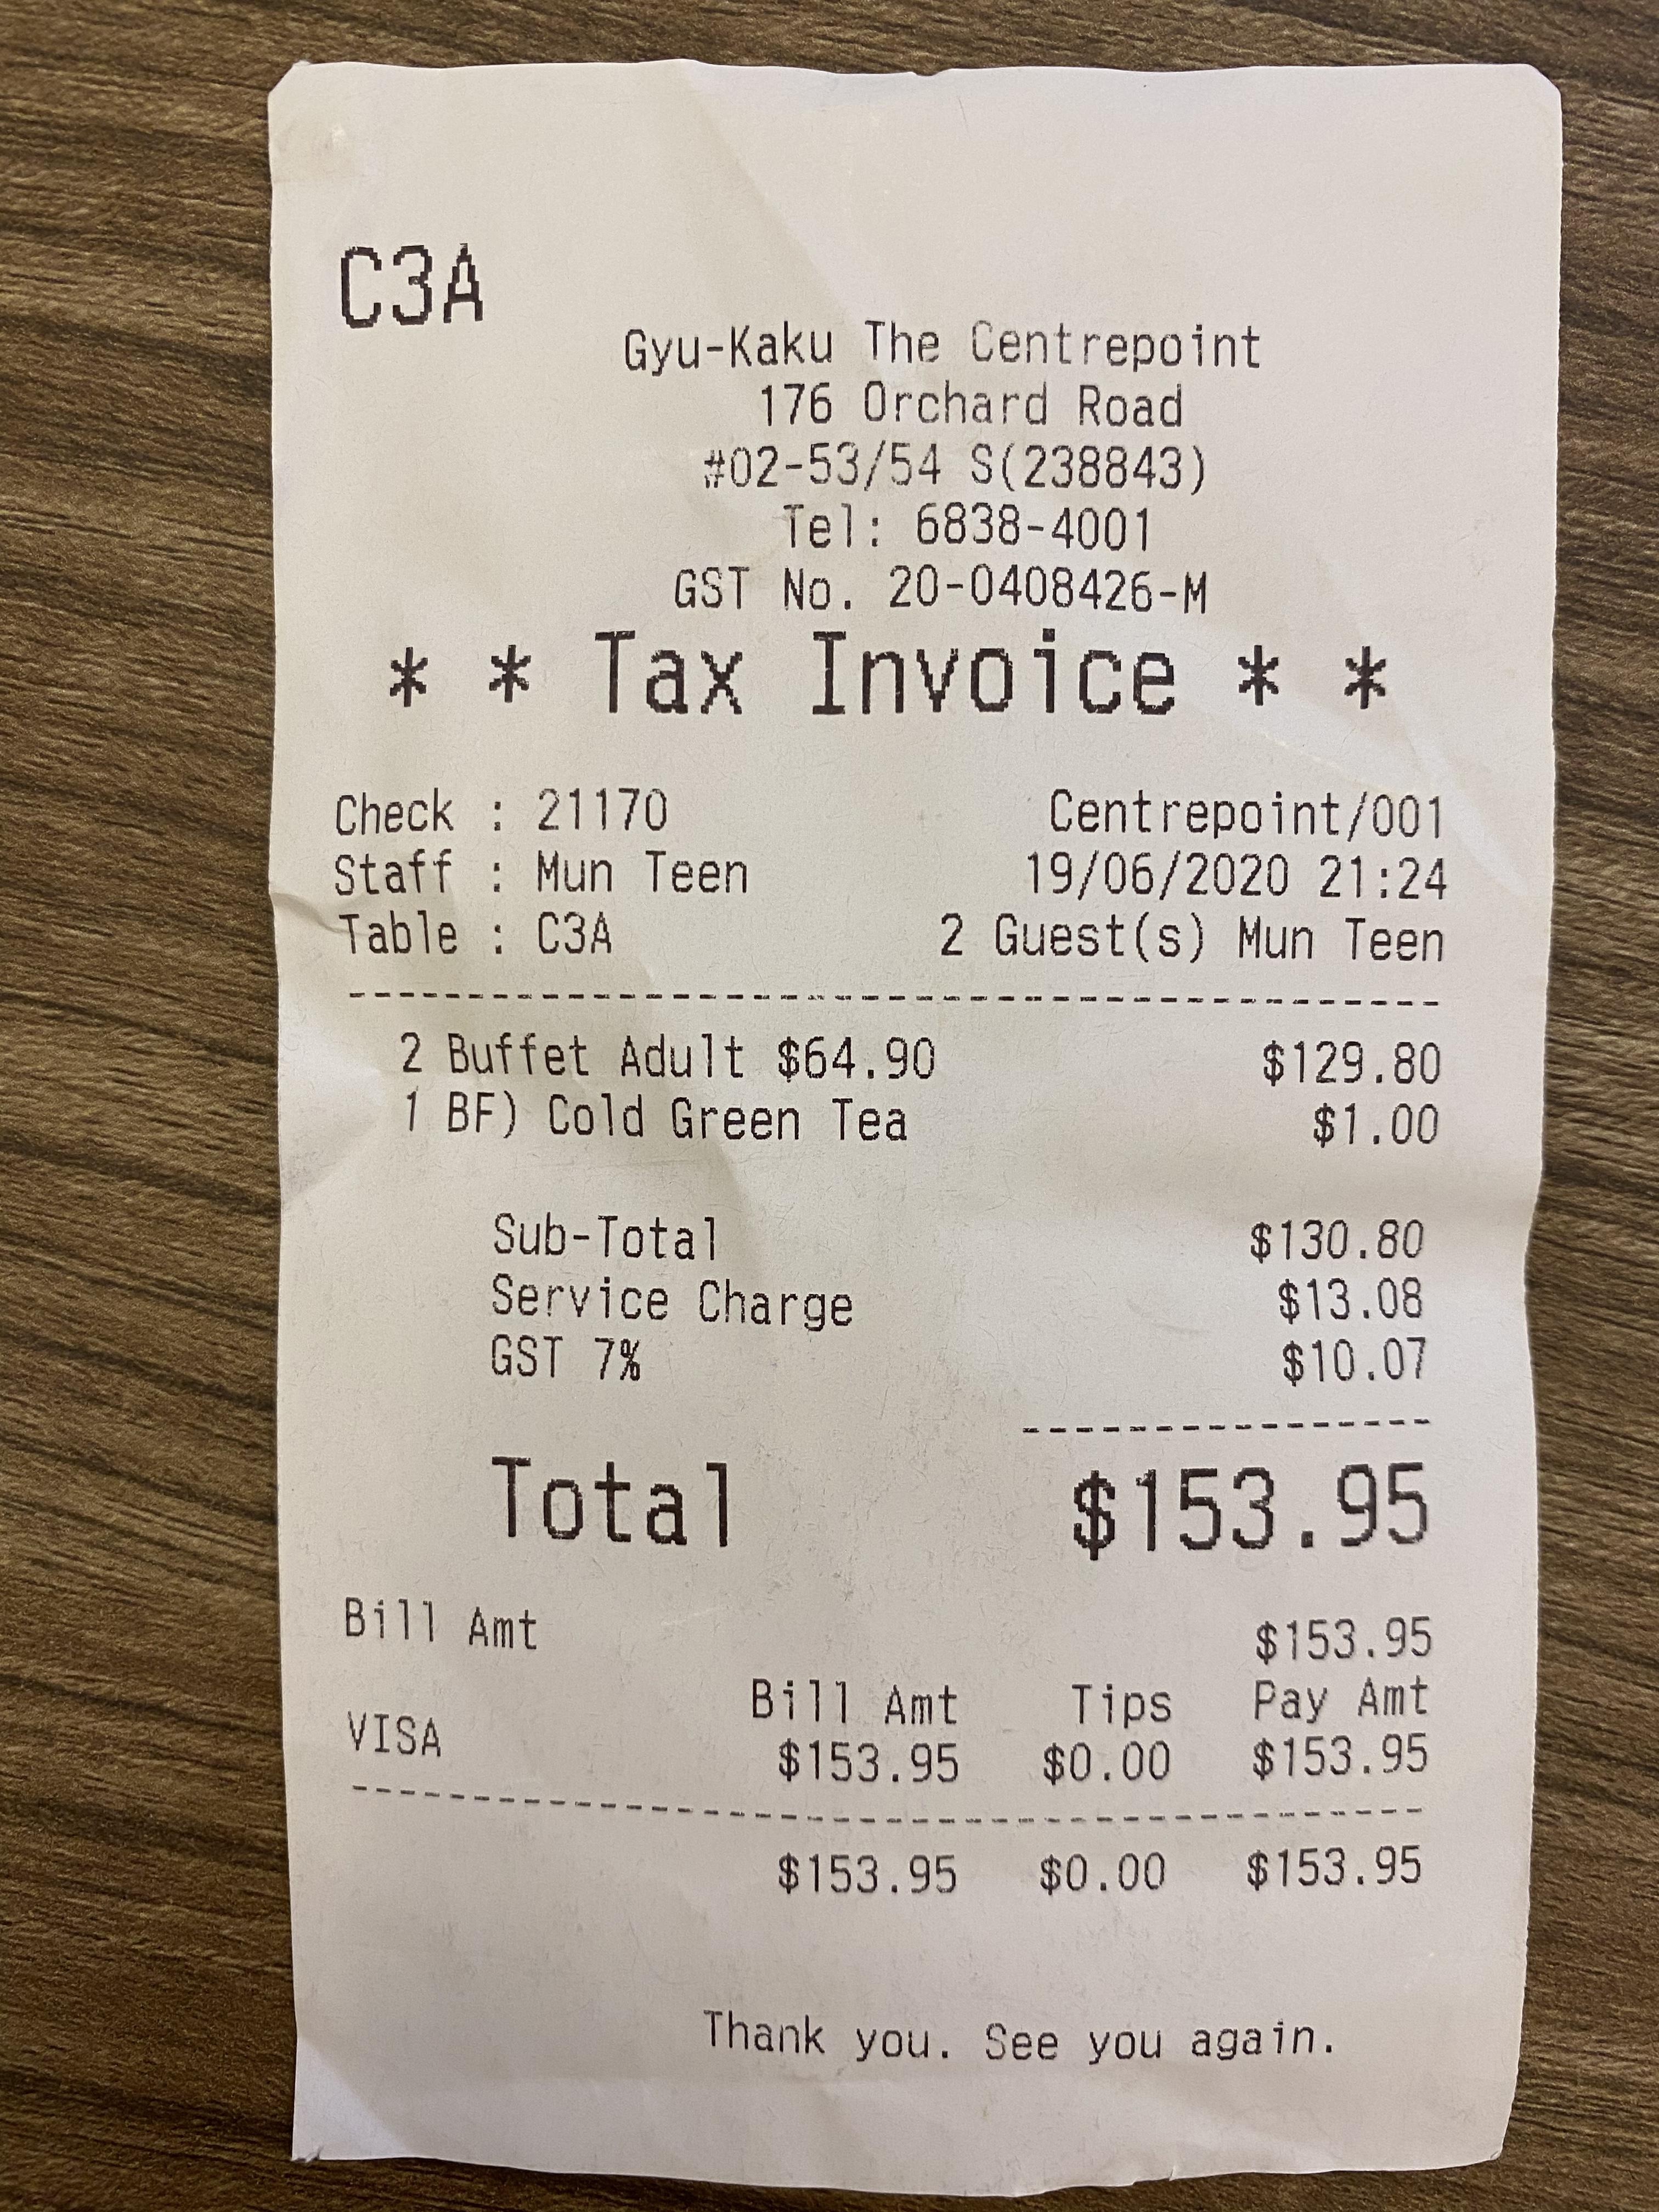 C3A
Gyu-Kaku The Centrepoint
176 Orchard Road
#02-53/54 S(238843)
Tel: 6838-4001
GST No. 20-0408426-M
* * Tax Invoice * *
Check : 21170 Centrepoint/001
Staff : Mun Teen 19/06/2020 21:24
Table : C3A 2 Guest(s) Mun Teen
----------------------------------------
2 Buffet Adult $64.90 $129.80
1 BF) Cold Green Tea $1.00
Sub-Total $130.80
Service Charge $13.08
GST 7% $10.07
----------------
Total $153.95
Bill Amt $153.95
Bill Amt Tips Pay Amt
VISA $153.95 $0.00 $153.95
----------------------------------------
$153.95 $0.00 $153.95
Thank you. See you again.